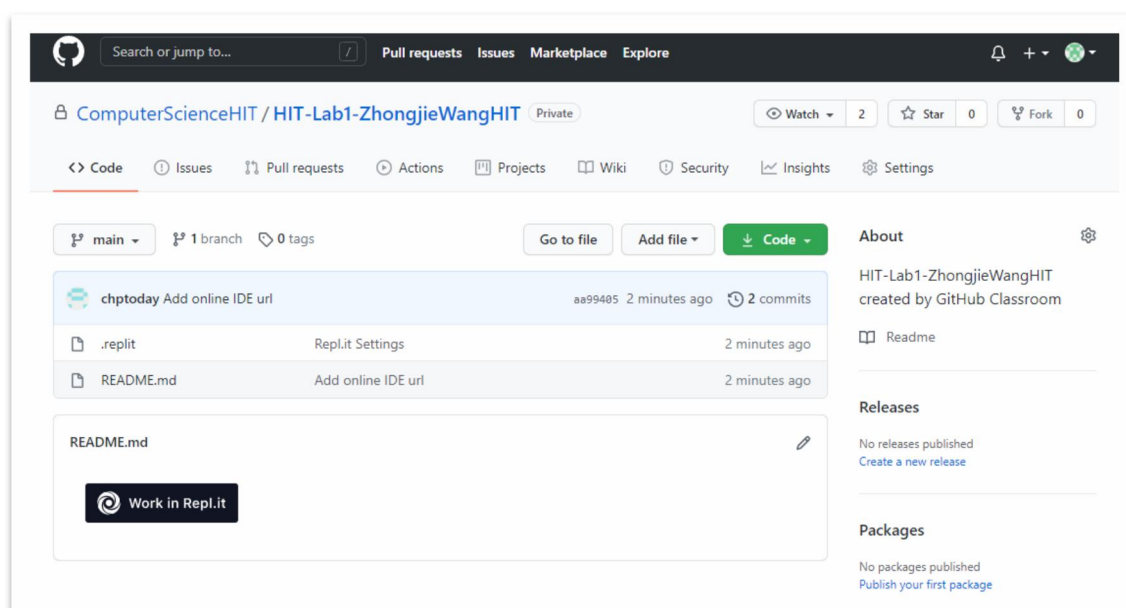 Search or jump to... / Pull requests Issues Marketplace Explore
ComputerScienceHIT / HIT-Lab1-ZhongjieWangHIT Private Watch 2 Star 0 Fork 0
<> Code Issues Pull requests Actions Projects Wiki Security Insights Settings
main 1 branch 0 tags Go to file Add file Code
About
HIT-Lab1-ZhongjieWangHIT
created by GitHub Classroom
Readme
chptoday Add online IDE url aa99405 2 minutes ago 2 commits
.replit Repl.it Settings 2 minutes ago
README.md Add online IDE url 2 minutes ago
README.md
Work in Repl.it
Releases
No releases published
Create a new release
Packages
No packages published
Publish your first package